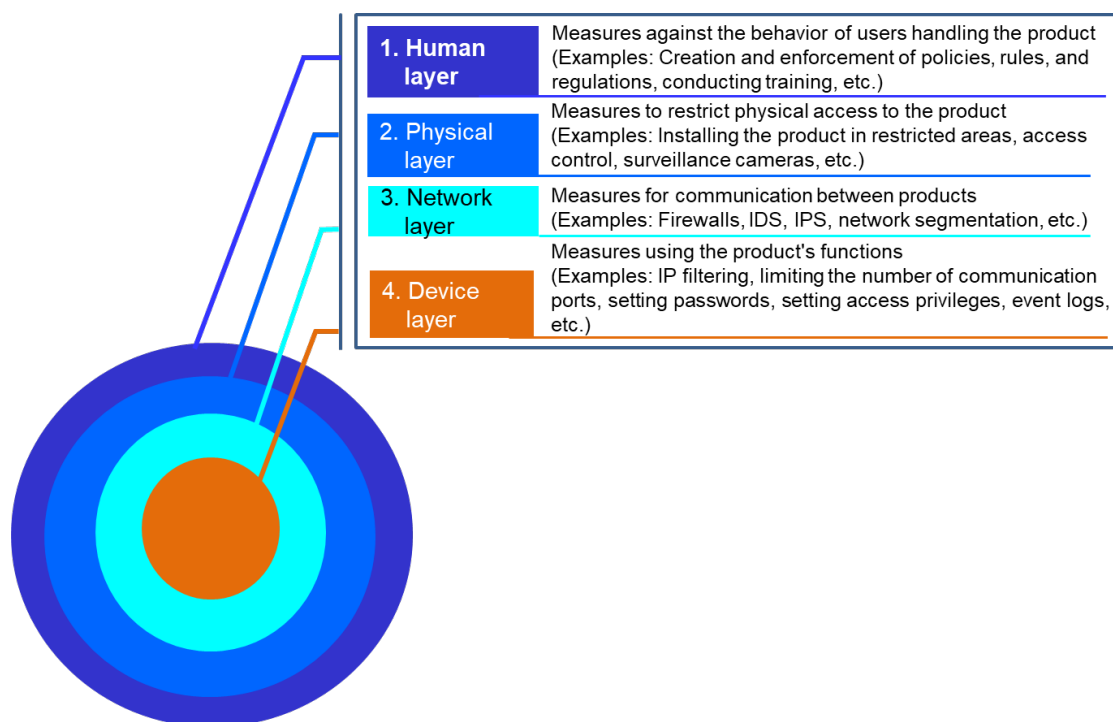 1. Human
layer
Measures against the behavior of users handling the product
(Examples: Creation and enforcement of policies, rules, and
regulations, conducting training, etc.)
2. Physical
layer
Measures to restrict physical access to the product
(Examples: Installing the product in restricted areas, access
control, surveillance cameras, etc.)
3. Network
layer
Measures for communication between products
(Examples: Firewalls, IDS, IPS, network segmentation, etc.)
4. Device
layer
Measures using the product's functions
(Examples: IP filtering, limiting the number of communication
ports, setting passwords, setting access privileges, event logs,
etc.)